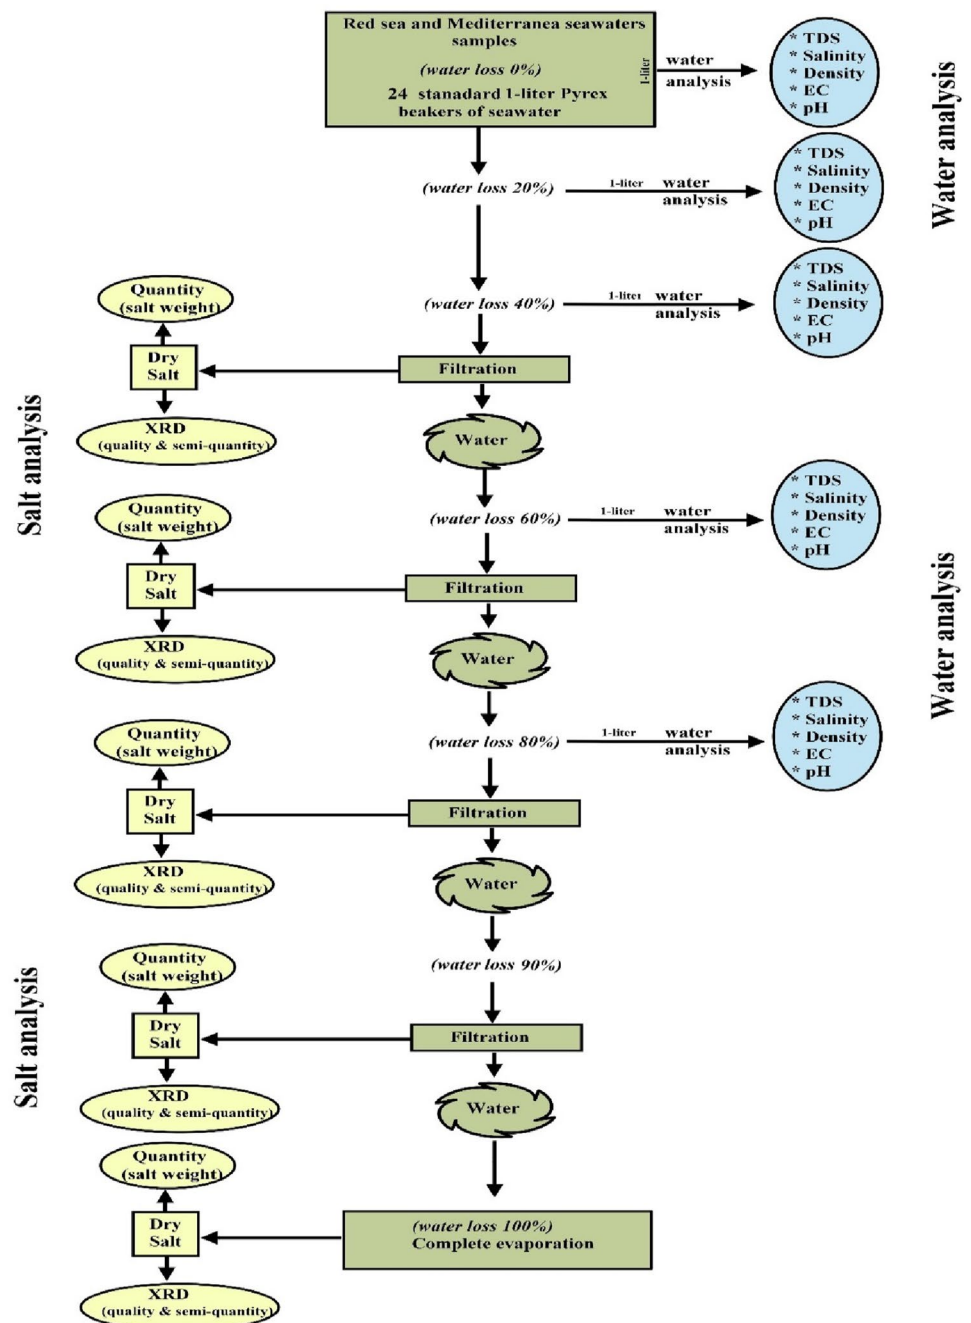 Red sea and Mediterranea seawaters
samples
(water loss 0%)
24 stanadard 1-liter Pyrex
beakers of seawater
1-liter
water
analysis
* TDS
* Salinity
* Density
* EC
* pH
Water analysis
(water loss 20%)
1-liter
water
analysis
* TDS
* Salinity
* Density
* EC
* pH
(water loss 40%)
1-liter
water
analysis
* TDS
* Salinity
* Density
* EC
* pH
Filtration
Quantity
(salt weight)
Dry
Salt
XRD
(quality & semi-quantity)
Salt analysis
Water
(water loss 60%)
1-liter
water
analysis
* TDS
* Salinity
* Density
* EC
* pH
Water analysis
Filtration
Quantity
(salt weight)
Dry
Salt
XRD
(quality & semi-quantity)
Water
(water loss 80%)
1-liter
water
analysis
* TDS
* Salinity
* Density
* EC
* pH
Filtration
Quantity
(salt weight)
Dry
Salt
XRD
(quality & semi-quantity)
Water
(water loss 90%)
Filtration
Quantity
(salt weight)
Dry
Salt
XRD
(quality & semi-quantity)
Salt analysis
Water
(water loss 100%)
Complete evaporation
Quantity
(salt weight)
Dry
Salt
XRD
(quality & semi-quantity)